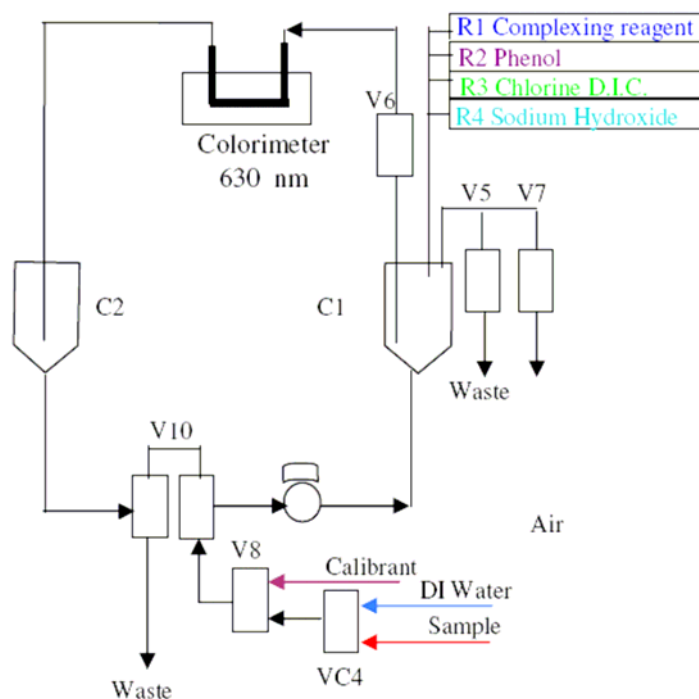 R1 Complexing reagent
R2 Phenol
R3 Chlorine D.I.C.
R4 Sodium Hydroxide
V6
Colorimeter
630 nm
V5
V7
C2
C1
Waste
V10
Air
V8
Calibrant
DI Water
Sample
VC4
Waste